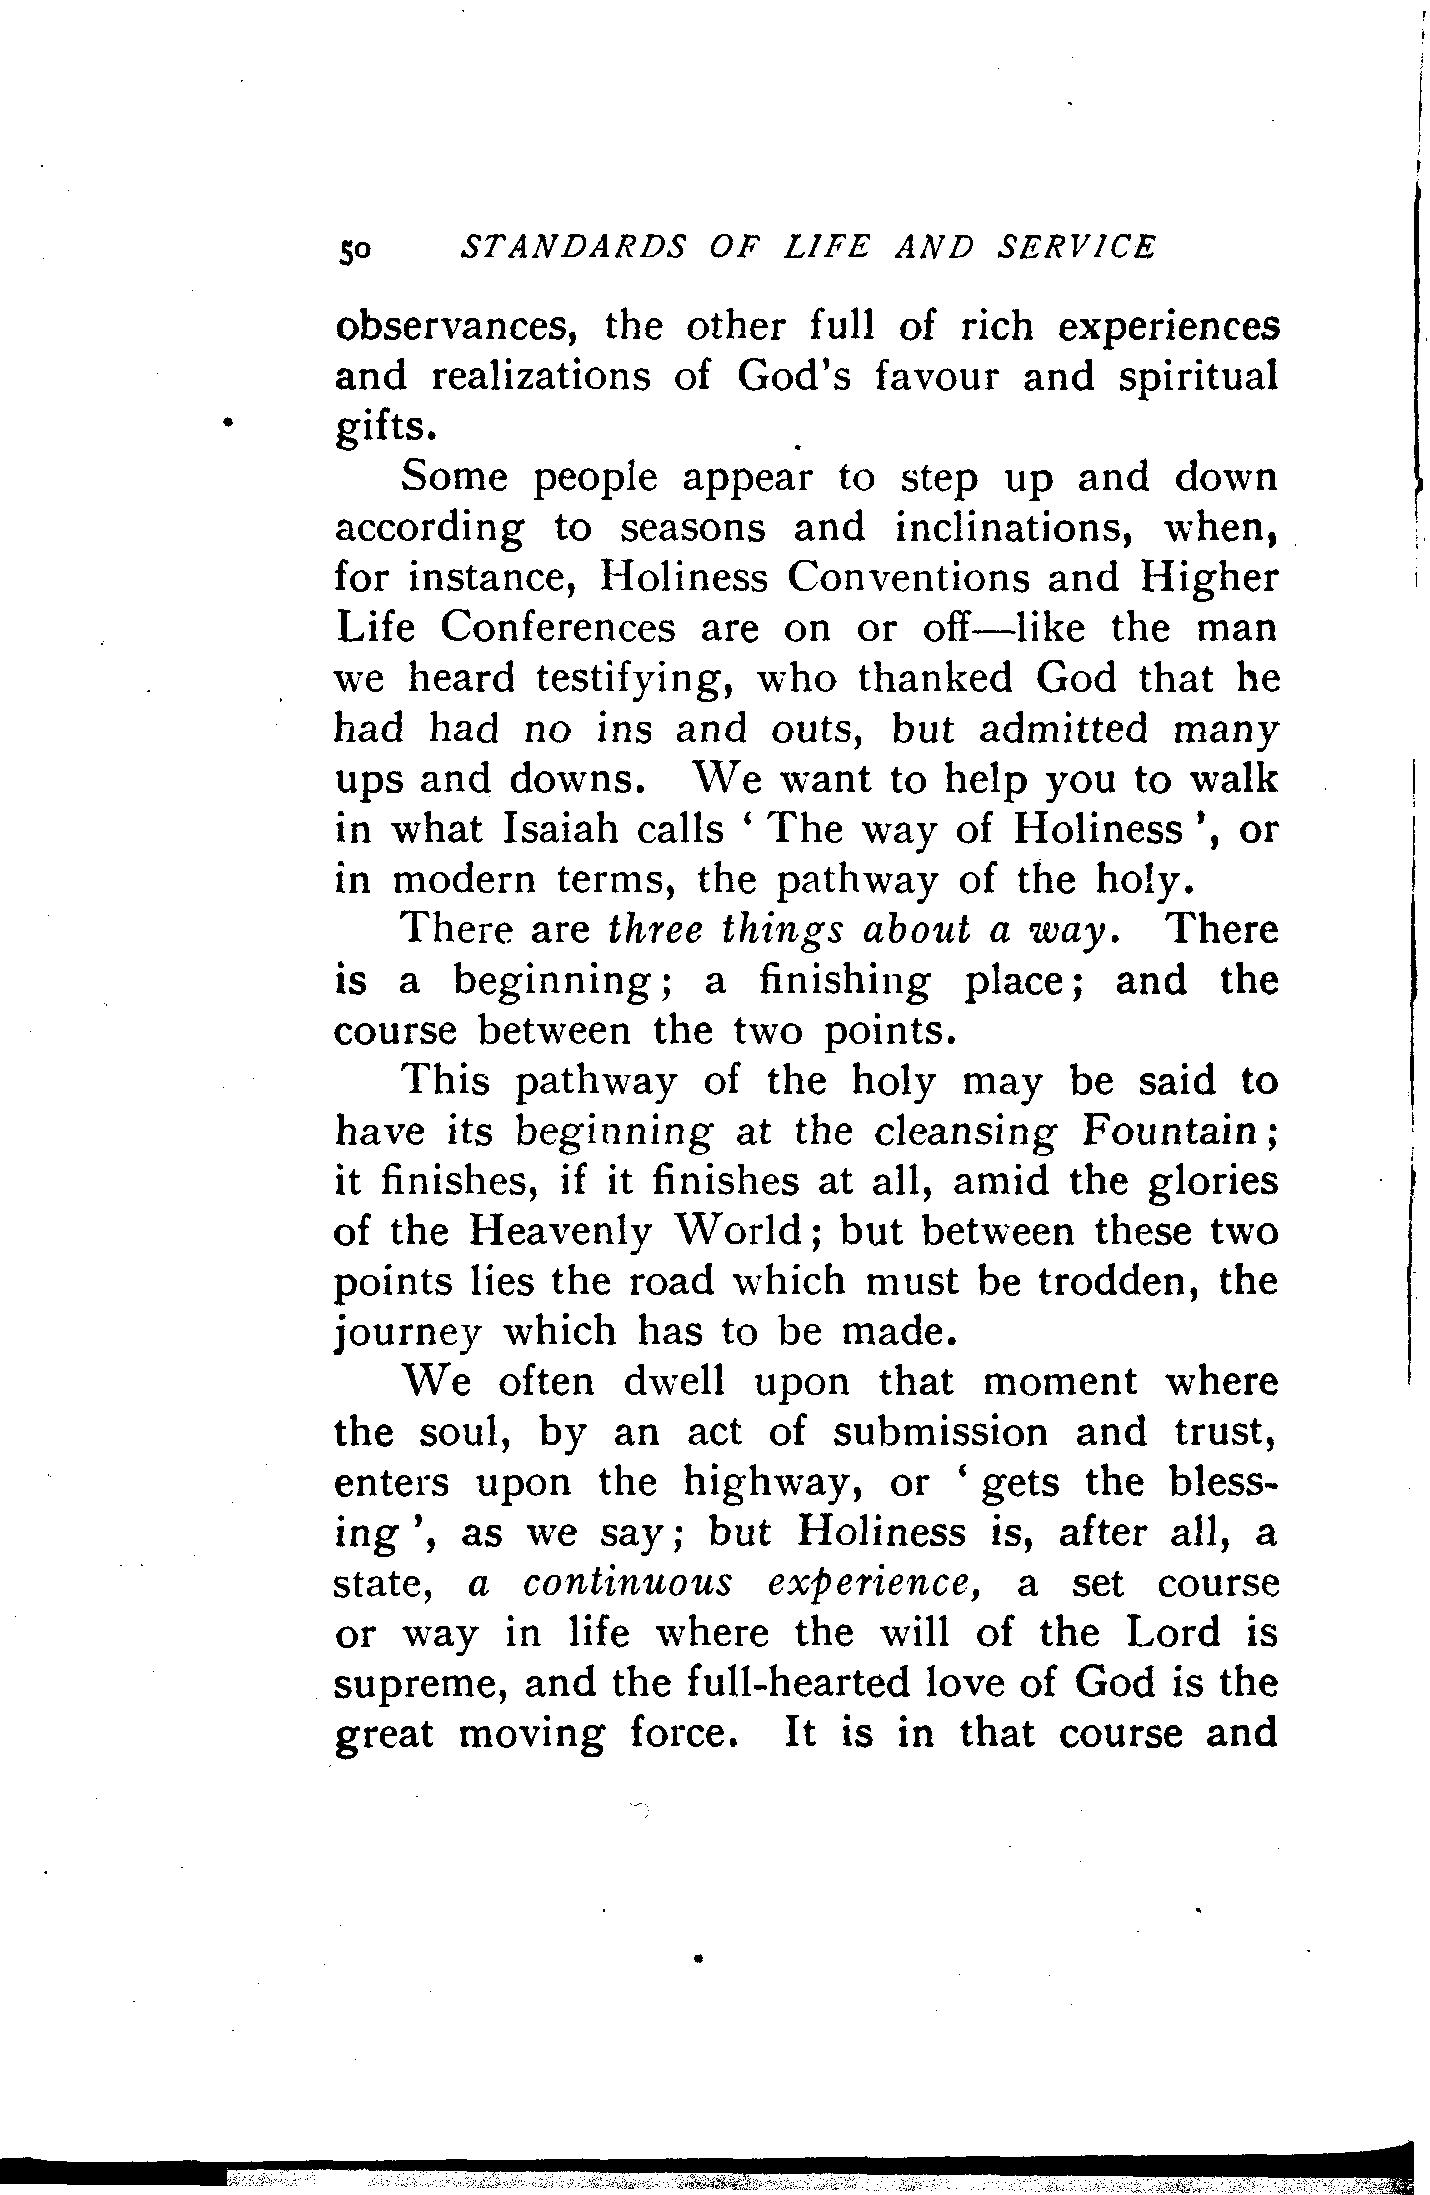 50 STANDARDS OF LIFE AND SERVICE
observances, the other full of rich experiences
and realizations of God's favour and spiritual
gifts.
Some people appear to step up and down
according to seasons and inclinations, when,
for instance, Holiness Conventions and Higher
Life Conferences are on or off—like the man
we heard testifying, who thanked God that he
had had no ins and outs, but admitted many
ups and downs. We want to help you to walk
in what Isaiah calls ‘ The way of Holiness ’, or
in modern terms, the pathway of the holy.
There are three things about a way. There
is a beginning; a finishing place; and the
course between the two points.
This pathway of the holy may be said to
have its beginning at the cleansing Fountain;
it finishes, if it finishes at all, amid the glories
of the Heavenly World; but between these two
points lies the road which must be trodden, the
journey which has to be made.
We often dwell upon that moment where
the soul, by an act of submission and trust,
enters upon the highway, or ‘ gets the bless-
ing ’, as we say; but Holiness is, after all, a
state, a continuous experience, a set course
or way in life where the will of the Lord is
supreme, and the full-hearted love of God is the
great moving force. It is in that course and